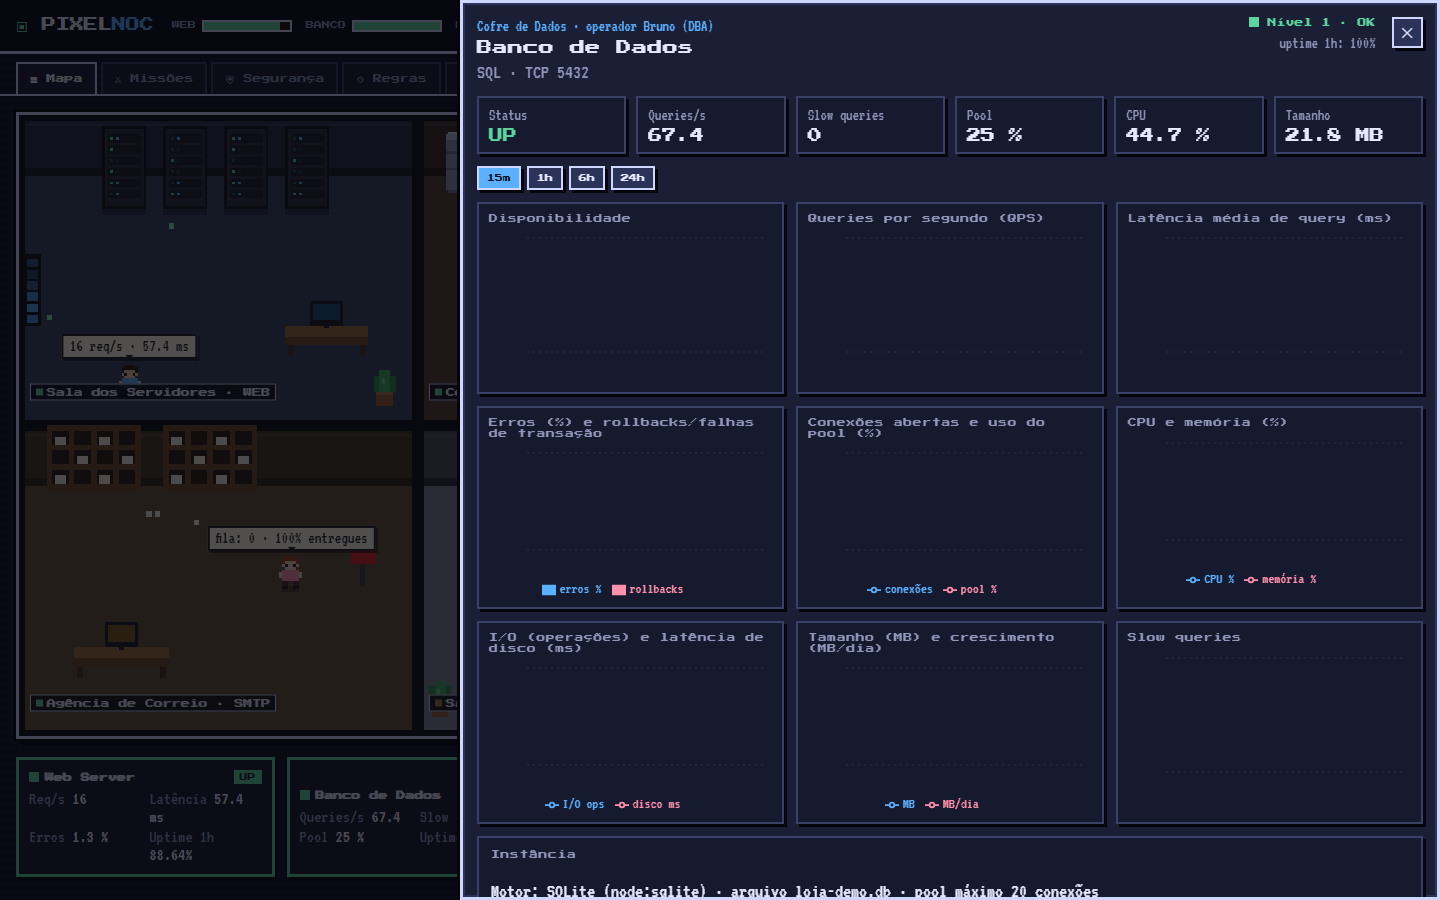 PIXELNOC WEB BANCO
Mapa Missões Segurança Regras
16 req/s · 57.4 ms
Sala dos Servidores · WEB
fila: 0 · 100% entregues
Agência de Correio · SMTP
Web Server UP
Req/s 16 Latência 57.4 ms
Erros 1.3 % Uptime 1h 88.64%
Banco de Dados
Queries/s 67.4 Slow
Pool 25 %
Cofre de Dados · operador Bruno (DBA)
Banco de Dados
SQL · TCP 5432
Nível 1 · OK
uptime 1h: 100%
Status
UP
Queries/s
67.4
Slow queries
0
Pool
25 %
CPU
44.7 %
Tamanho
21.8 MB
15m 1h 6h 24h
Disponibilidade
Queries por segundo (QPS)
Latência média de query (ms)
Erros (%) e rollbacks/falhas
de transação
erros % rollbacks
Conexões abertas e uso do
pool (%)
conexões pool %
CPU e memória (%)
CPU % memória %
I/O (operações) e latência de
disco (ms)
I/O ops disco ms
Tamanho (MB) e crescimento
(MB/dia)
MB MB/dia
Slow queries
Instância
Motor: SQLite (node:sqlite) · arquivo loja-demo.db · pool máximo 20 conexões